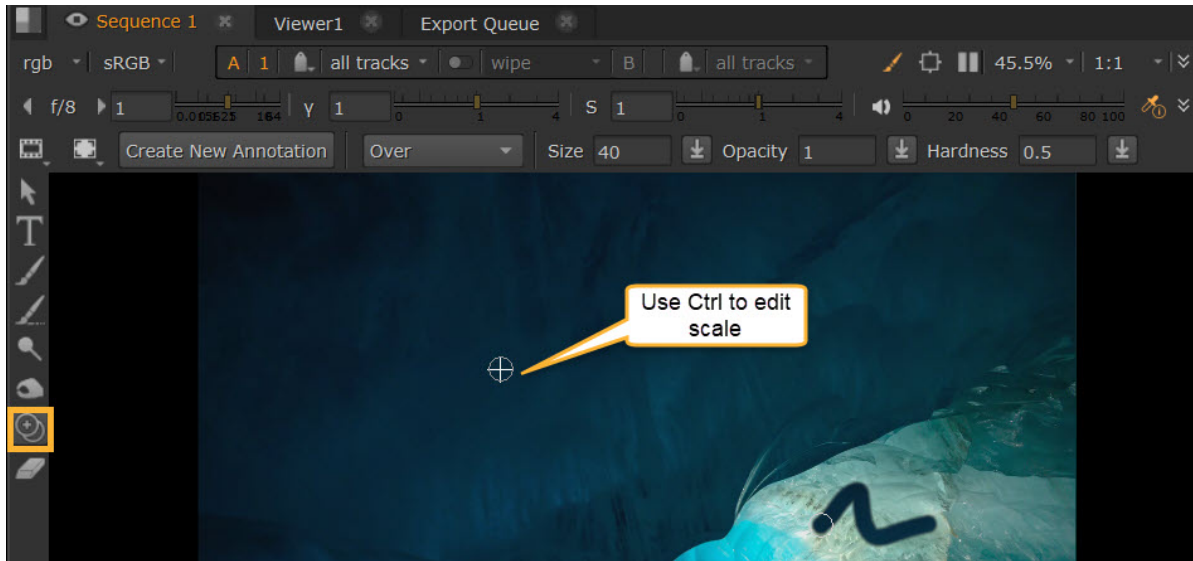 Sequence 1 Viewer1 Export Queue
rgb sRGB A 1 all tracks wipe B all tracks 45.5% 1:1
f/8 1 γ 1 0 1 4 S 1 0 1 4 0 20 40 60 80 100
Create New Annotation Over Size 40 Opacity 1 Hardness 0.5
T
Use Ctrl to edit
scale